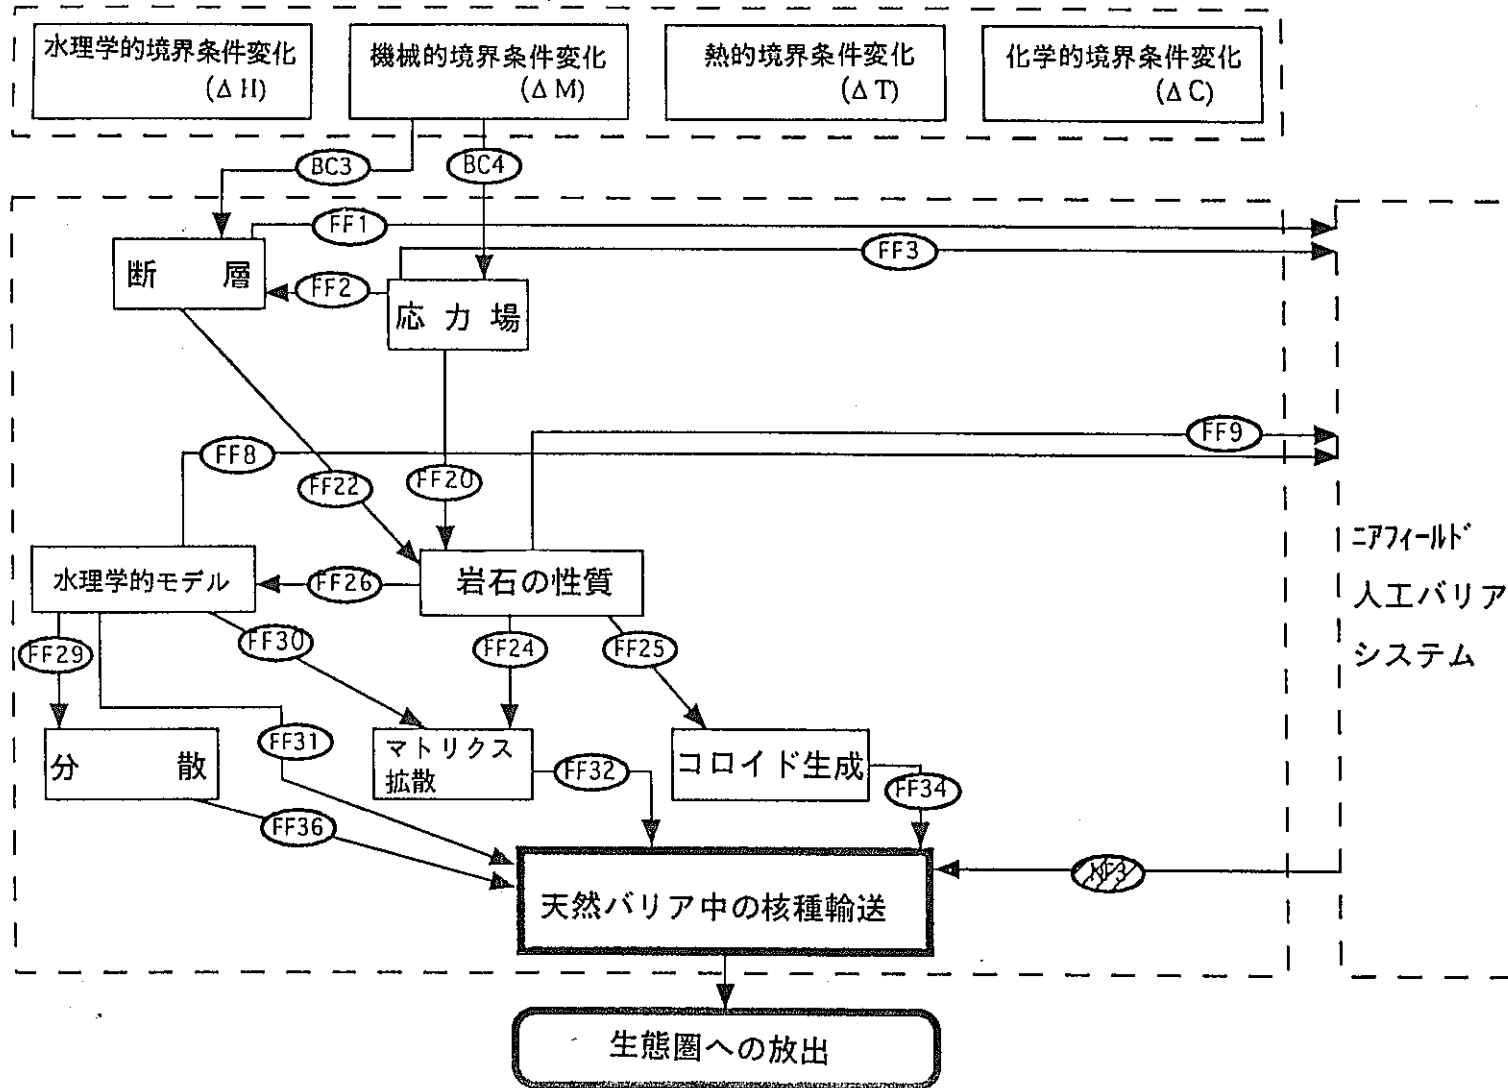 水理学的境界条件変化
(Δ H)
機械的境界条件変化
(Δ M)
熱的境界条件変化
(Δ T)
化学的境界条件変化
(Δ C)
BC3
BC4
FF1
FF3
断 層
FF2
応 力 場
FF9
FF8
FF22
FF20
水理学的モデル
FF26
岩石の性質
ニアフィールド
人工バリア
システム
FF29
FF30
FF24
FF25
分 散
FF31
マトリクス
拡散
FF32
コロイド生成
FF34
FF36
NF3
天然バリア中の核種輸送
生態圏への放出